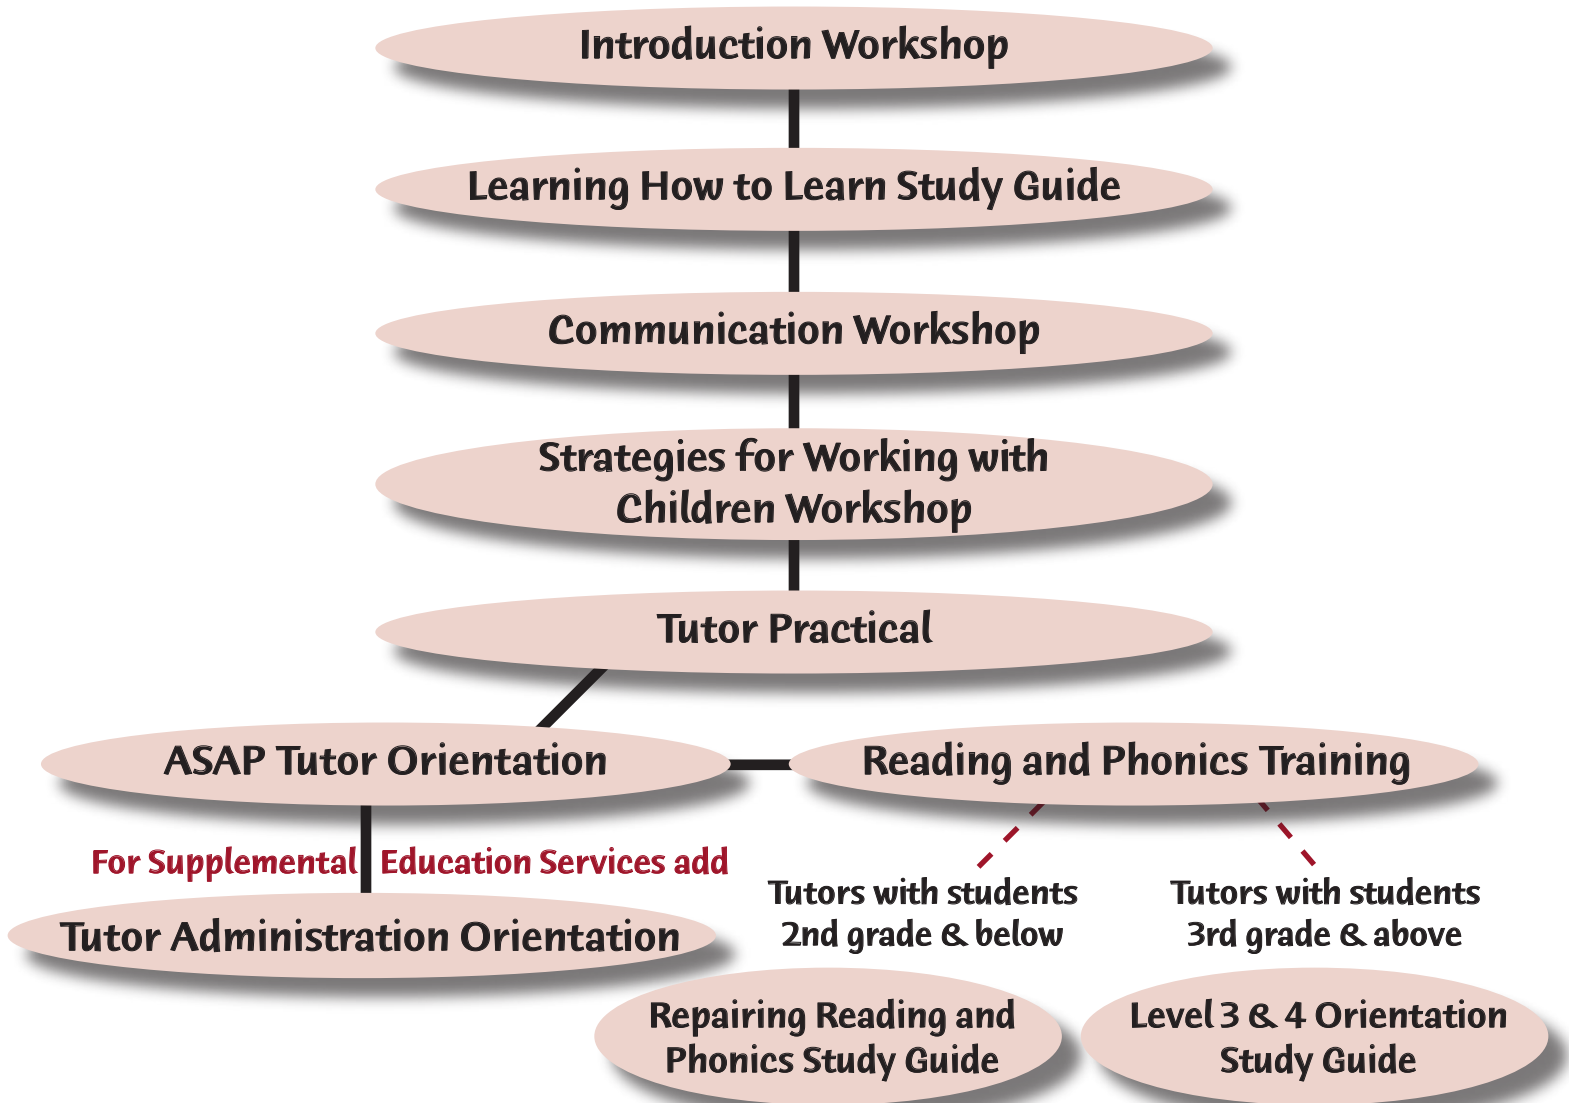 Introduction Workshop
Learning How to Learn Study Guide
Communication Workshop
Strategies for Working with
Children Workshop
Tutor Practical
ASAP Tutor Orientation
Reading and Phonics Training
For Supplemental Education Services add
Tutor Administration Orientation
Tutors with students
2nd grade & below
Tutors with students
3rd grade & above
Repairing Reading and
Phonics Study Guide
Level 3 & 4 Orientation
Study Guide